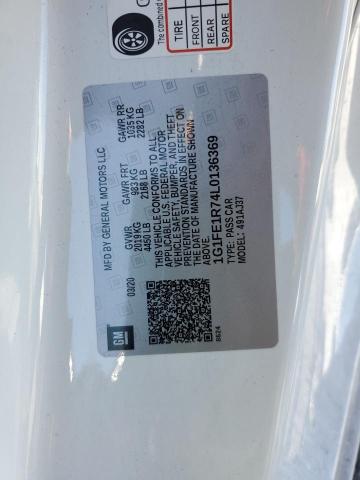 The combined
TIRE
FRONT
REAR
SPARE
MFD BY GENERAL MOTORS LLC
03/20 GVWR GAWR FRT GAWR RR
2019 KG 983 KG 1035 KG
4450 LB 2168 LB 2282 LB
THIS VEHICLE CONFORMS TO ALL
APPLICABLE U.S. FEDERAL MOTOR
VEHICLE SAFETY, BUMPER, AND THEFT
PREVENTION STANDARDS IN EFFECT ON
THE DATE OF MANUFACTURE SHOWN
ABOVE.
1G1FE1R74L0136369
TYPE: PASS CAR
MODEL: 491AJ37
8624
GM